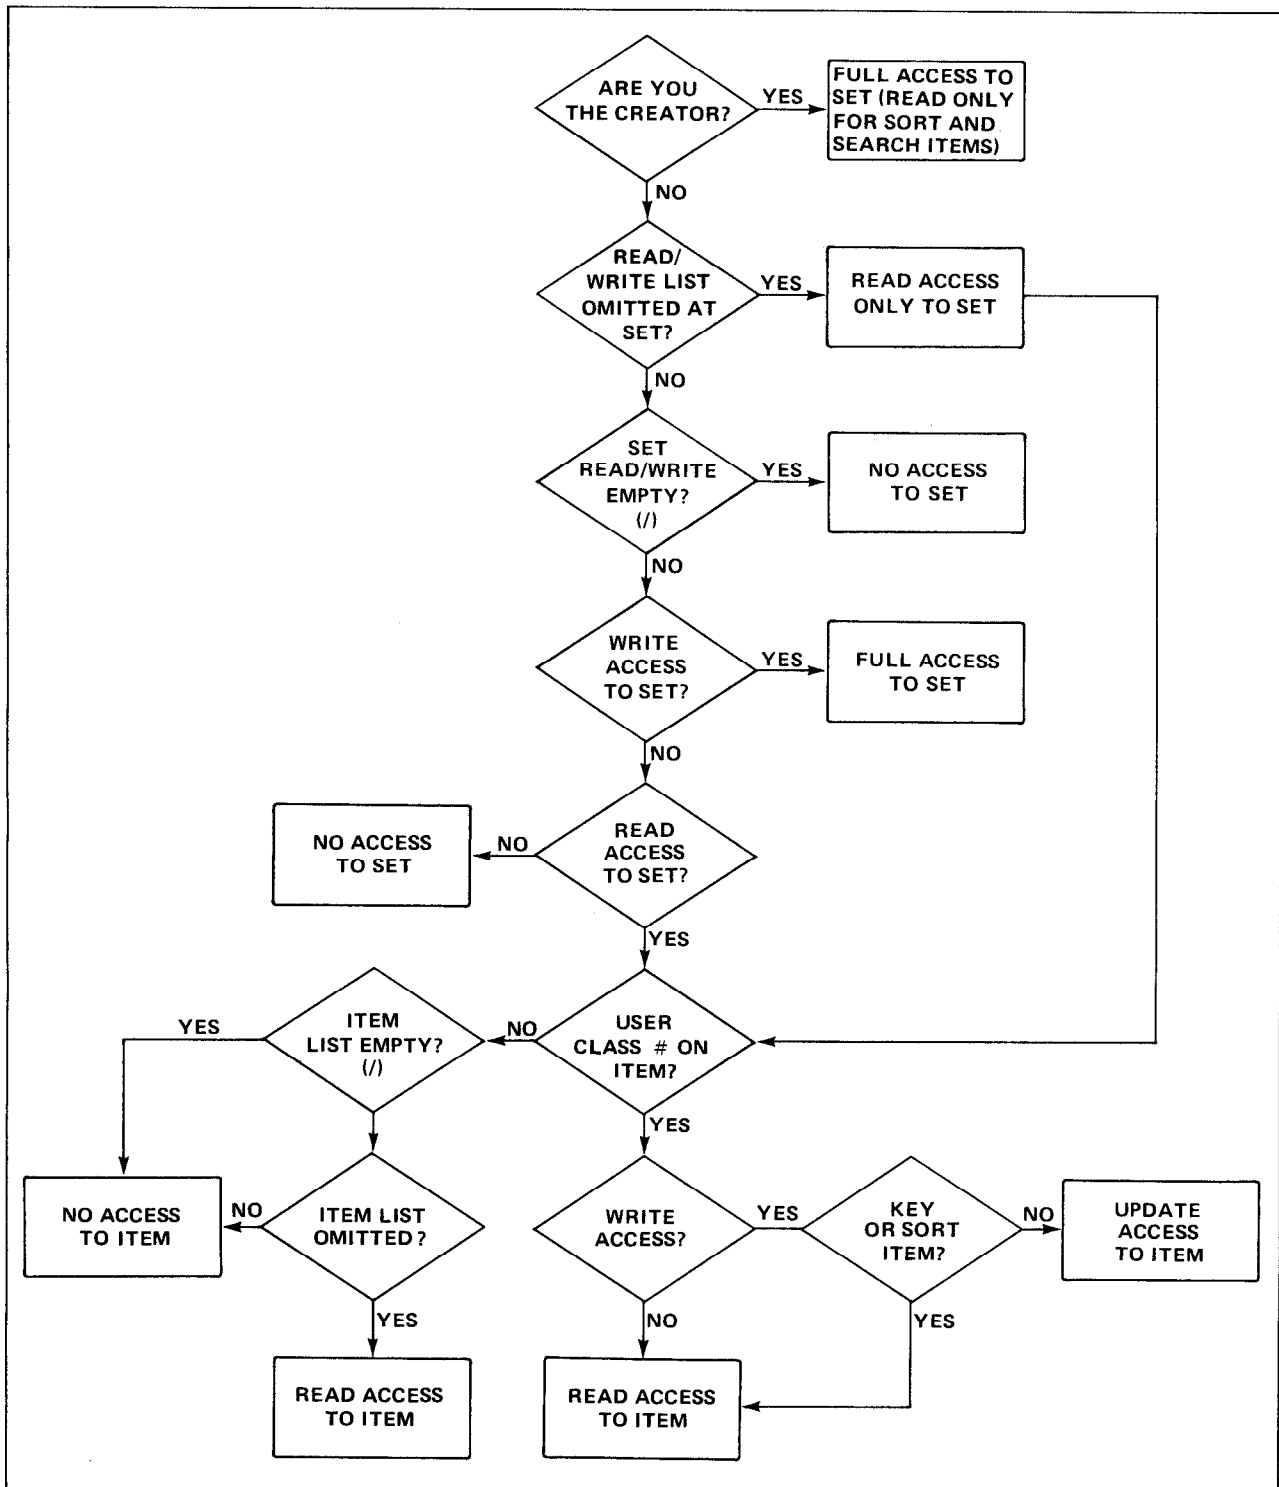 ARE YOU
THE CREATOR?
YES
FULL ACCESS TO
SET (READ ONLY
FOR SORT AND
SEARCH ITEMS)
NO
READ/
WRITE LIST
OMITTED AT
SET?
YES
READ ACCESS
ONLY TO SET
NO
SET
READ/WRITE
EMPTY?
(/)
YES
NO ACCESS
TO SET
NO
WRITE
ACCESS
TO SET?
YES
FULL ACCESS
TO SET
NO
READ
ACCESS
TO SET?
NO
NO ACCESS
TO SET
YES
USER
CLASS # ON
ITEM?
NO
ITEM
LIST EMPTY?
(/)
YES
YES
NO ACCESS
TO ITEM
NO
ITEM LIST
OMITTED?
WRITE
ACCESS?
YES
KEY
OR SORT
ITEM?
NO
UPDATE
ACCESS
TO ITEM
YES
NO
YES
READ ACCESS
TO ITEM
READ ACCESS
TO ITEM